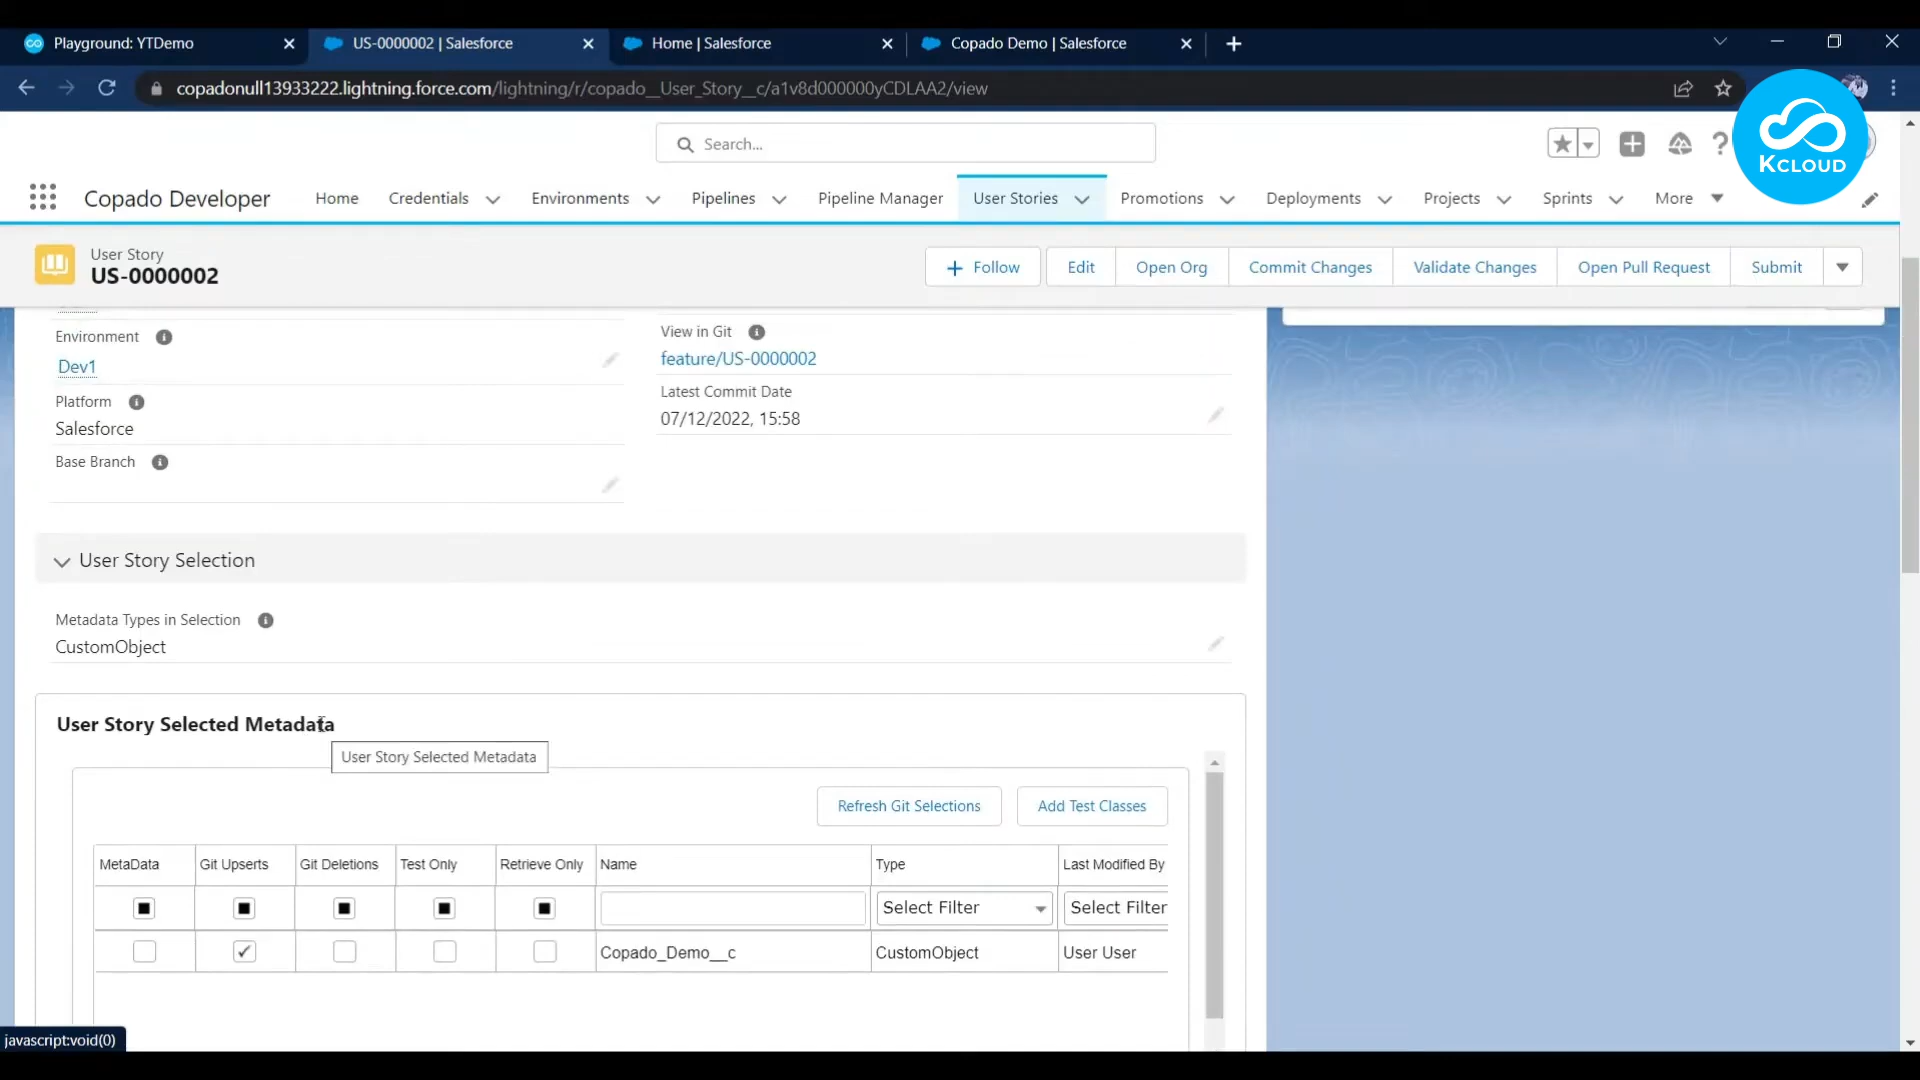 Playground: YTDemo
US-0000002 | Salesforce
Home | Salesforce
Copado Demo | Salesforce
copadonull13933222.lightning.force.com/lightning/r/copado__User_Story__c/a1v8d000000yCDLAA2/view
Search...
KCLOUD
Copado Developer
Home
Credentials
Environments
Pipelines
Pipeline Manager
User Stories
Promotions
Deployments
Projects
Sprints
More
User Story
US-0000002
Follow
Edit
Open Org
Commit Changes
Validate Changes
Open Pull Request
Submit
Environment
Dev1
Platform
Salesforce
Base Branch
View in Git
feature/US-0000002
Latest Commit Date
07/12/2022, 15:58
User Story Selection
Metadata Types in Selection
CustomObject
User Story Selected Metadata
User Story Selected Metadata
Refresh Git Selections
Add Test Classes
MetaData Git Upserts Git Deletions Test Only Retrieve Only Name Type Last Modified By
Select Filter Select Filter
Copado_Demo__c CustomObject User User
javascript:void(0)